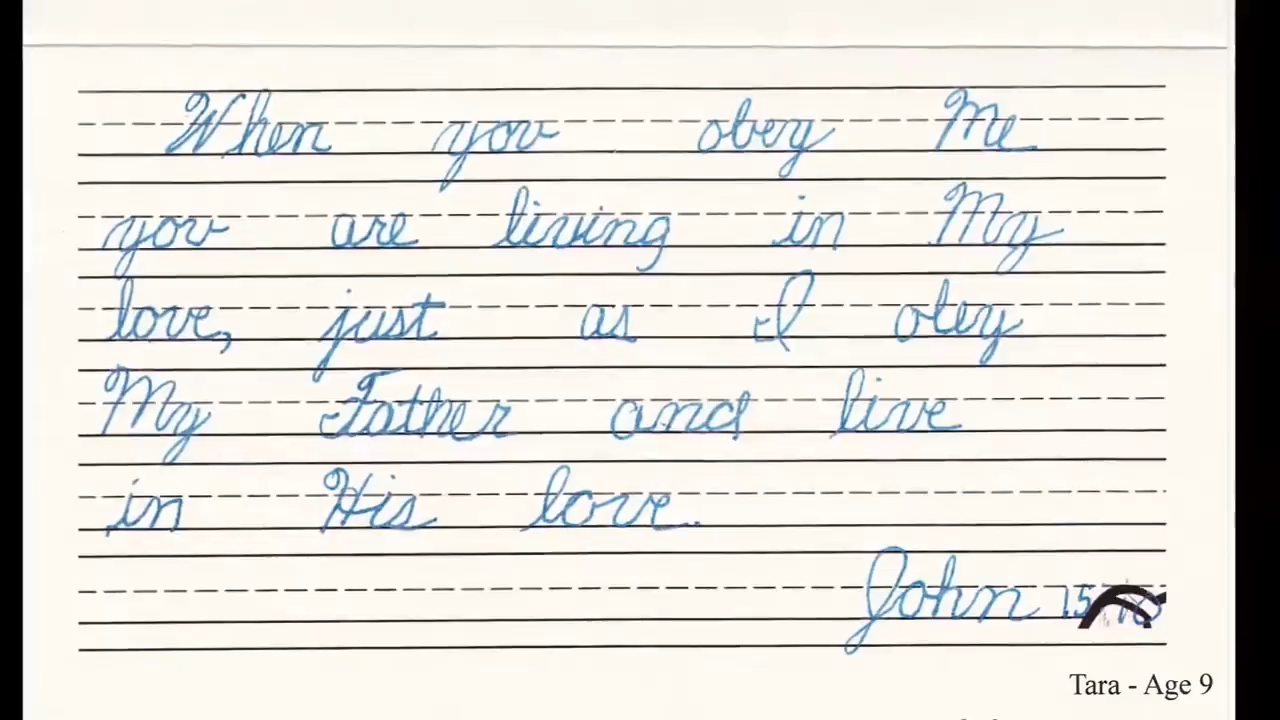 When you obey Me
you are living in My
love, just as I obey
My Father and live
in His love.
John 15
Tara - Age 9